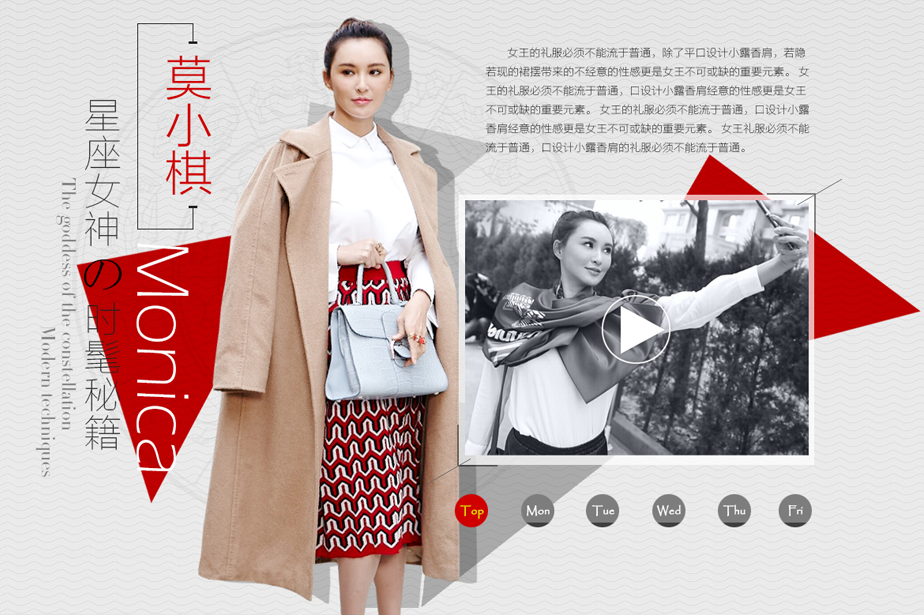 莫小棋
Monica
星座女神の时髦秘籍
The goddess of the constellation
Modern techniques
女王的礼服必须不能流于普通，除了平口设计小露香肩，若隐
若现的裙摆带来的不经意的性感更是女王不可或缺的重要元素。 女
王的礼服必须不能流于普通，口设计小露香肩经意的性感更是女王
不可或缺的重要元素。 女王的礼服必须不能流于普通，口设计小露
香肩经意的性感更是女王不可或缺的重要元素。 女王礼服必须不能
流于普通，口设计小露香肩的礼服必须不能流于普通。
Top Mon Tue Wed Thu Fri